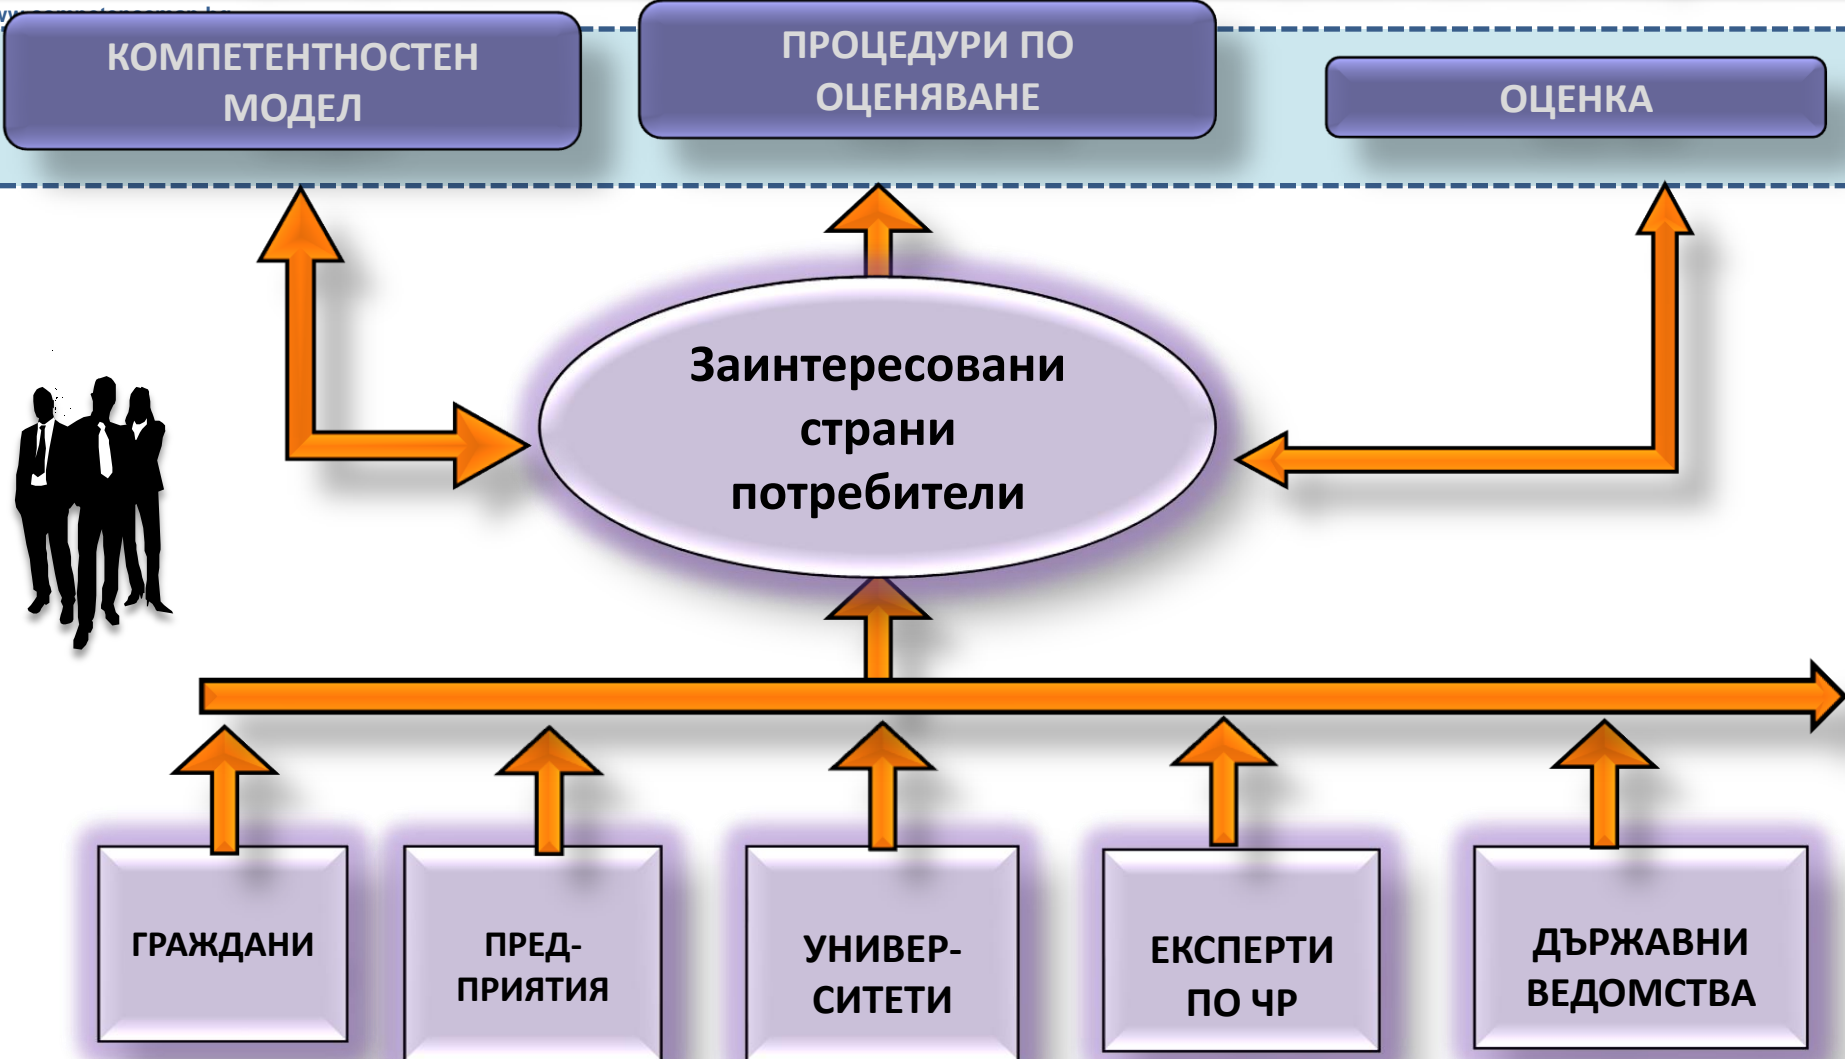 КОМПЕТЕНТНОСТЕН
МОДЕЛ
ПРОЦЕДУРИ ПО
ОЦЕНЯВАНЕ
ОЦЕНКА
Заинтересовани
страни
потребители
ГРАЖДАНИ
ПРЕД-
ПРИЯТИЯ
УНИВЕР-
СИТЕТИ
ЕКСПЕРТИ
ПО ЧР
ДЪРЖАВНИ
ВЕДОМСТВА